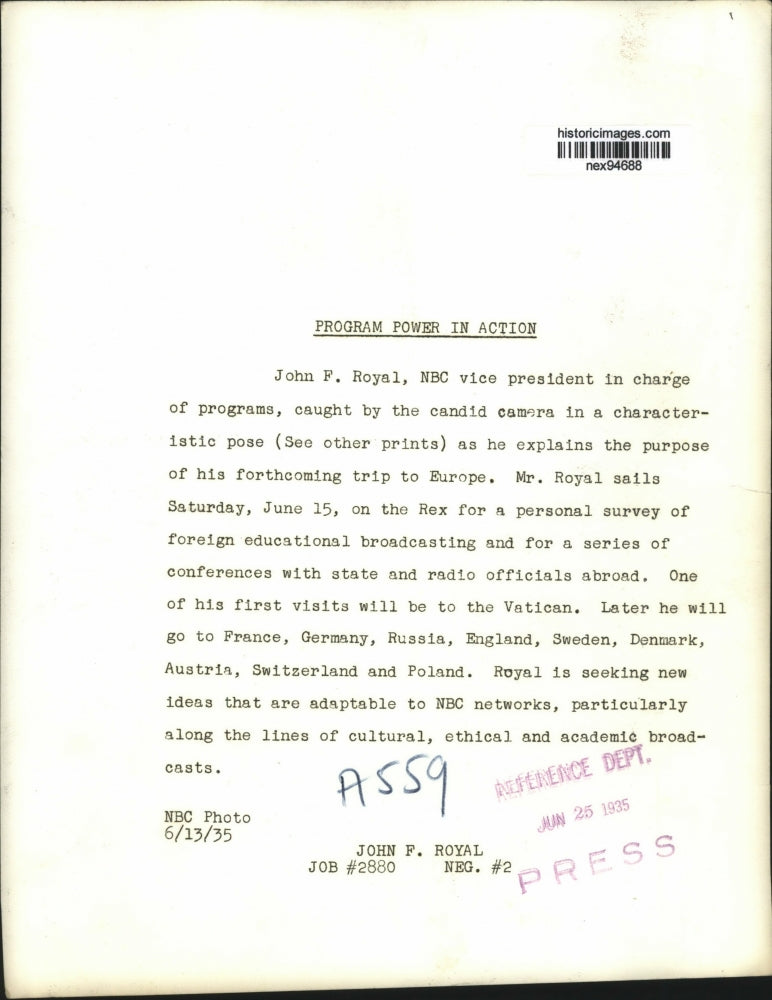 historicimages.com
nex94688
PROGRAM POWER IN ACTION
John F. Royal, NBC vice president in charge
of programs, caught by the candid camera in a character-
istic pose (See other prints) as he explains the purpose
of his forthcoming trip to Europe. Mr. Royal sails
Saturday, June 15, on the Rex for a personal survey of
foreign educational broadcasting and for a series of
conferences with state and radio officials abroad. One
of his first visits will be to the Vatican. Later he will
go to France, Germany, Russia, England, Sweden, Denmark,
Austria, Switzerland and Poland. Royal is seeking new
ideas that are adaptable to NBC networks, particularly
along the lines of cultural, ethical and academic broad-
casts.
A559
REFERENCE DEPT.
JUN 25 1935
PRESS
NBC Photo
6/13/35
JOHN F. ROYAL
JOB #2880 NEG. #2